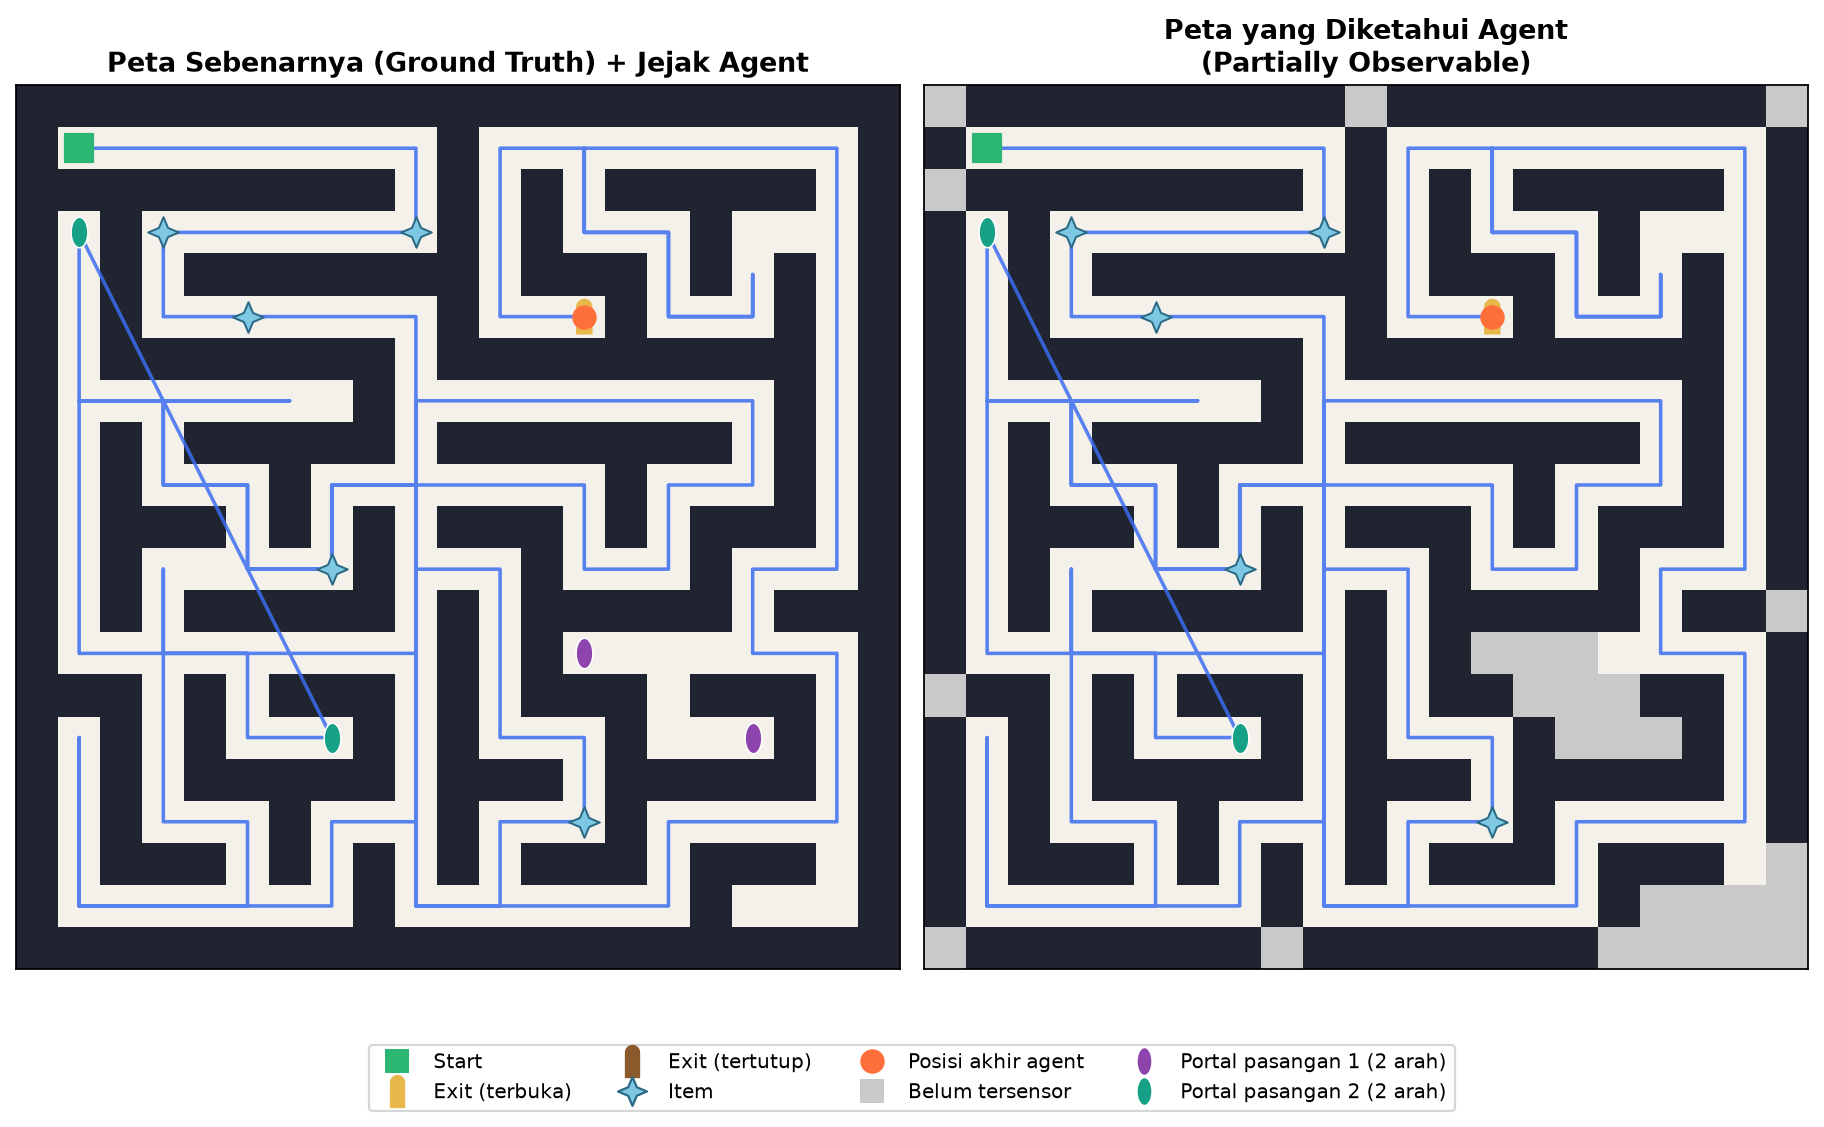 Peta Sebenarnya (Ground Truth) + Jejak Agent
Peta yang Diketahui Agent
(Partially Observable)
Start
Exit (terbuka)
Exit (tertutup)
Item
Posisi akhir agent
Belum tersensor
Portal pasangan 1 (2 arah)
Portal pasangan 2 (2 arah)